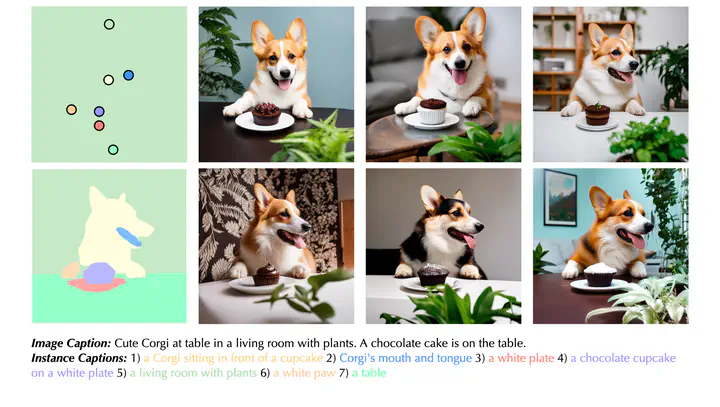 Image Caption: Cute Corgi at table in a living room with plants. A chocolate cake is on the table.
Instance Captions: 1) a Corgi sitting in front of a cupcake 2) Corgi's mouth and tongue 3) a white plate 4) a chocolate cupcake
on a white plate 5) a living room with plants 6) a white paw 7) a table